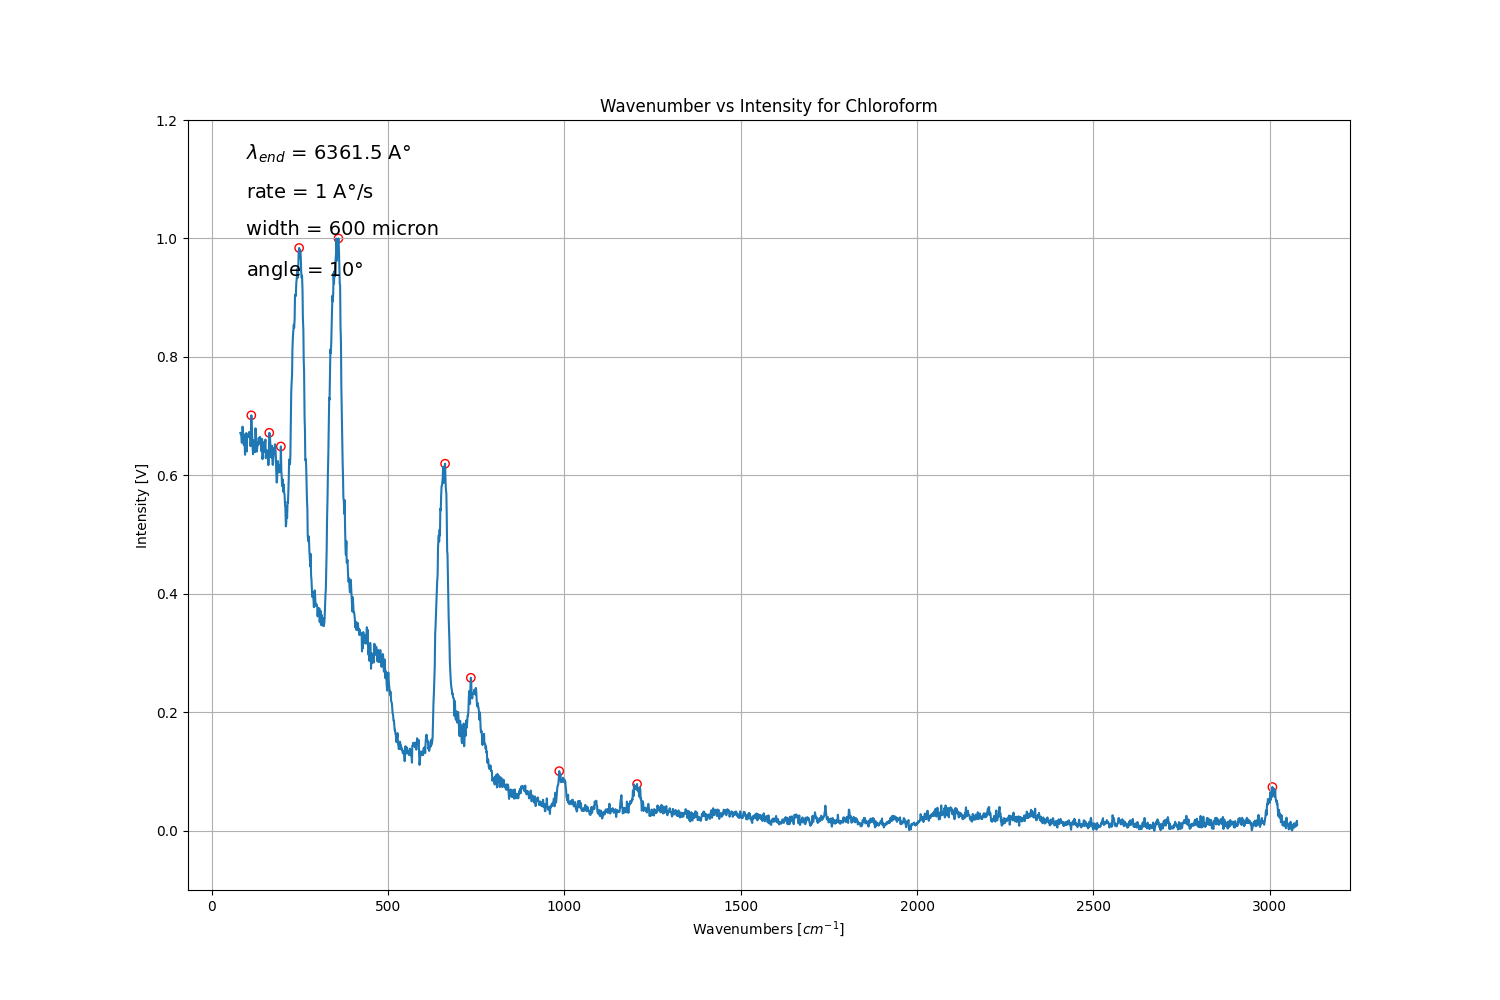 Wavenumber vs Intensity for Chloroform
λend = 6361.5 A°
rate = 1 A°/s
width = 600 micron
angle = 10°
1.2
1.0
0.8
0.6
0.4
0.2
0.0
Intensity [V]
0 500 1000 1500 2000 2500 3000
Wavenumbers [cm⁻¹]